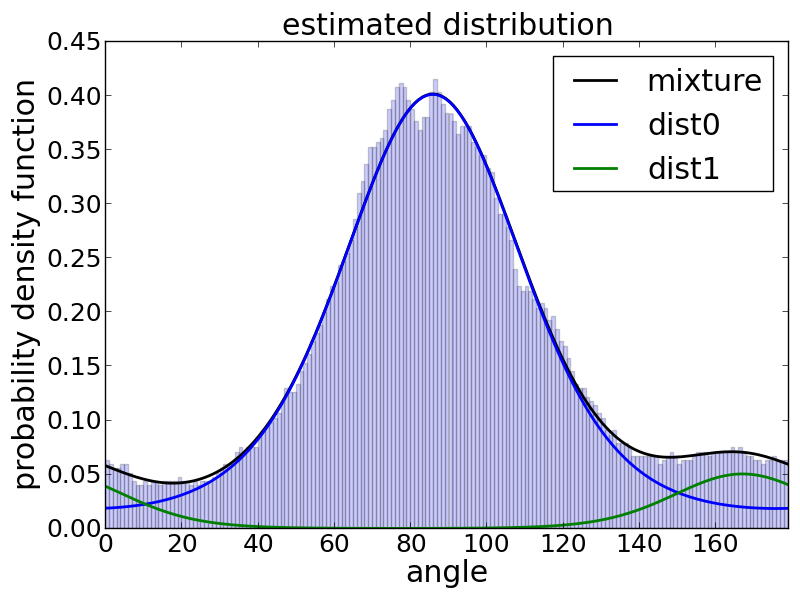 estimated distribution
probability density function
0.45
0.40
0.35
0.30
0.25
0.20
0.15
0.10
0.05
0.00
mixture
dist0
dist1
0 20 40 60 80 100 120 140 160
angle